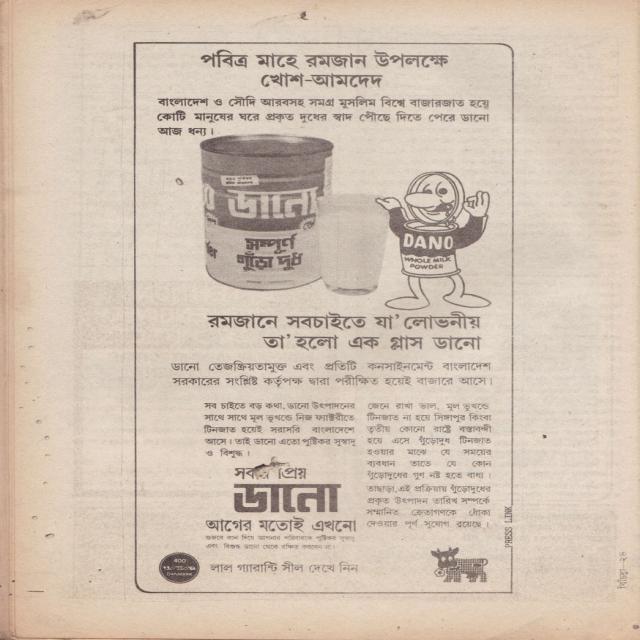 পবিত্র মাহে রমজান উপলক্ষে
খোশ-আমদেদ
বাংলাদেশ ও সৌদি আরবসহ সমগ্র মুসলিম বিশ্বে বাজারজাত হয়ে
কোটি মানুষের ঘরে প্রকৃত দুধের স্বাদ পৌছে দিতে পেরে ডানো
আজ ধন্য।
ডানো
সম্পূর্ণ
গুঁড়া দুধ
DANO
WHOLE MILK
POWDER
রমজানে সবচাইতে যা' লোভনীয়
তা' হলো এক গ্লাস ডানো
ডানো তেজস্ক্রিয়তামুক্ত এবং প্রতিটি কনসাইনমেন্ট বাংলাদেশ
সরকারের সংশ্লিষ্ট কর্তৃপক্ষ দ্বারা পরীক্ষিত হয়েই বাজারে আসে।
সব চাইতে বড় কথা, ডানো উৎপাদনের
সাথে সাথে মূল ভূখন্ডে নিজ ফ্যাক্টরীতে
টিনজাত হয়েই সরাসরি বাংলাদেশে
আসে। তাই ডানো এতো পুষ্টিকর সুস্বাদু
ও বিশুদ্ধ।
প্রিয়
ডানো
আগের মতোই এখনো
লাল গ্যারান্টি সীল দেখে নিন
জেনে রাখা ভাল, মূল ভূখন্ডে
টিনজাত না হয়ে সিঙ্গাপুর কিংবা
তৃতীয় কোনো রাষ্ট্রে বস্তাবন্দী
হয়ে এসে গুঁড়োদুধ টিনজাত
হওয়ার মাঝে যে সময়ের
ব্যবধান তাতে যে কোন
গুঁড়োদুধের গুণ নষ্ট হতে বাধ্য।
তাছাড়া, এই প্রক্রিয়ায় গুঁড়োদুধের
প্রকৃত উৎপাদন তারিখ সম্পর্কে
সম্মানিত ক্রেতাগণকে ধোঁকা
দেওয়ার পূর্ণ সুযোগ রয়েছে।
PRESS LINK